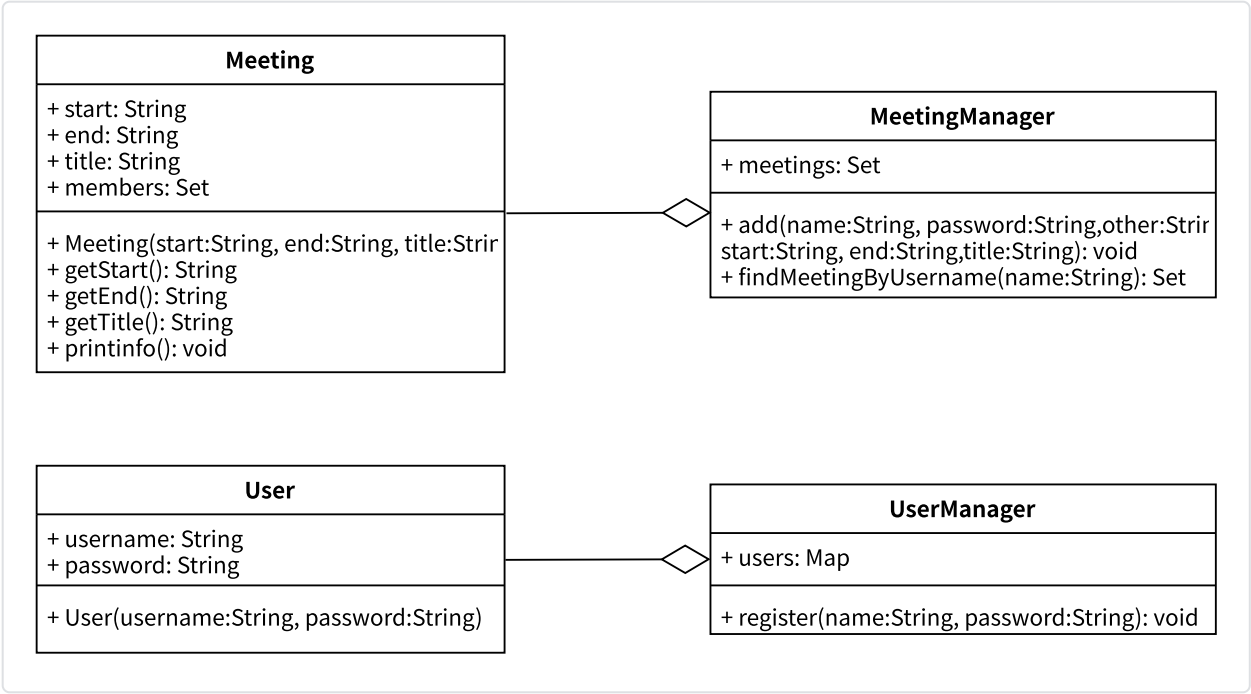 Meeting
+ start: String
+ end: String
+ title: String
+ members: Set
+ Meeting(start:String, end:String, title:Strin
+ getStart(): String
+ getEnd(): String
+ getTitle(): String
+ printinfo(): void
MeetingManager
+ meetings: Set
+ add(name:String, password:String,other:Strin
start:String, end:String,title:String): void
+ findMeetingByUsername(name:String): Set
User
+ username: String
+ password: String
+ User(username:String, password:String)
UserManager
+ users: Map
+ register(name:String, password:String): void